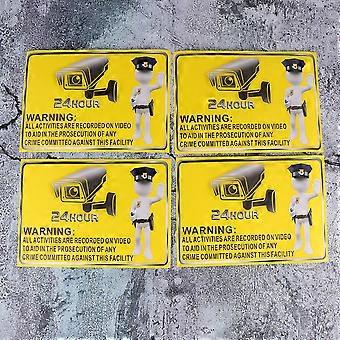 24HOUR
WARNING:
ALL ACTIVITIES ARE RECORDED ON VIDEO
TO AID IN THE PROSECUTION OF ANY
CRIME COMMITTED AGAINST THIS FACILITY
24HOUR
WARNING:
ALL ACTIVITIES ARE RECORDED ON VIDEO
TO AID IN THE PROSECUTION OF ANY
CRIME COMMITTED AGAINST THIS FACILITY
24HOUR
WARNING:
ALL ACTIVITIES ARE RECORDED ON VIDEO
TO AID IN THE PROSECUTION OF ANY
CRIME COMMITTED AGAINST THIS FACILITY
24HOUR
WARNING:
ALL ACTIVITIES ARE RECORDED ON VIDEO
TO AID IN THE PROSECUTION OF ANY
CRIME COMMITTED AGAINST THIS FACILITY